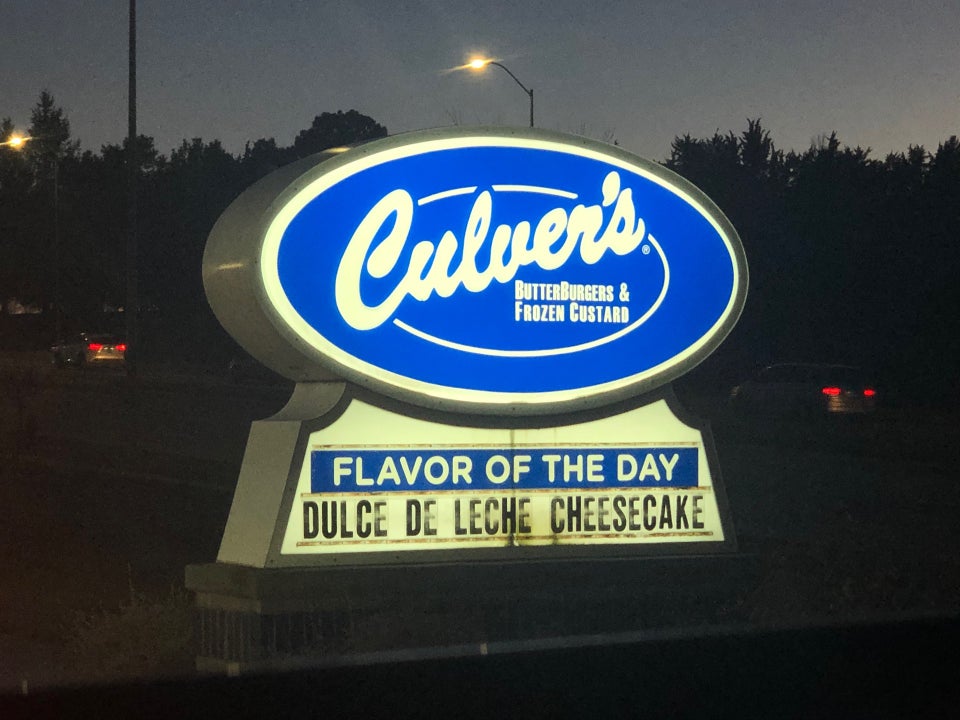 Culver's®
ButterBurgers &
Frozen Custard
FLAVOR OF THE DAY
DULCE DE LECHE CHEESECAKE